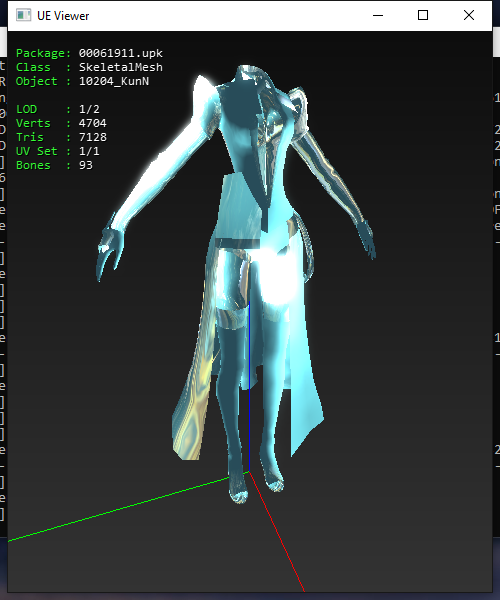 UE Viewer
Package: 00061911.upk
Class : SkeletalMesh
Object : 10204_KunN
LOD : 1/2
Verts : 4704
Tris : 7128
UV Set : 1/1
Bones : 93